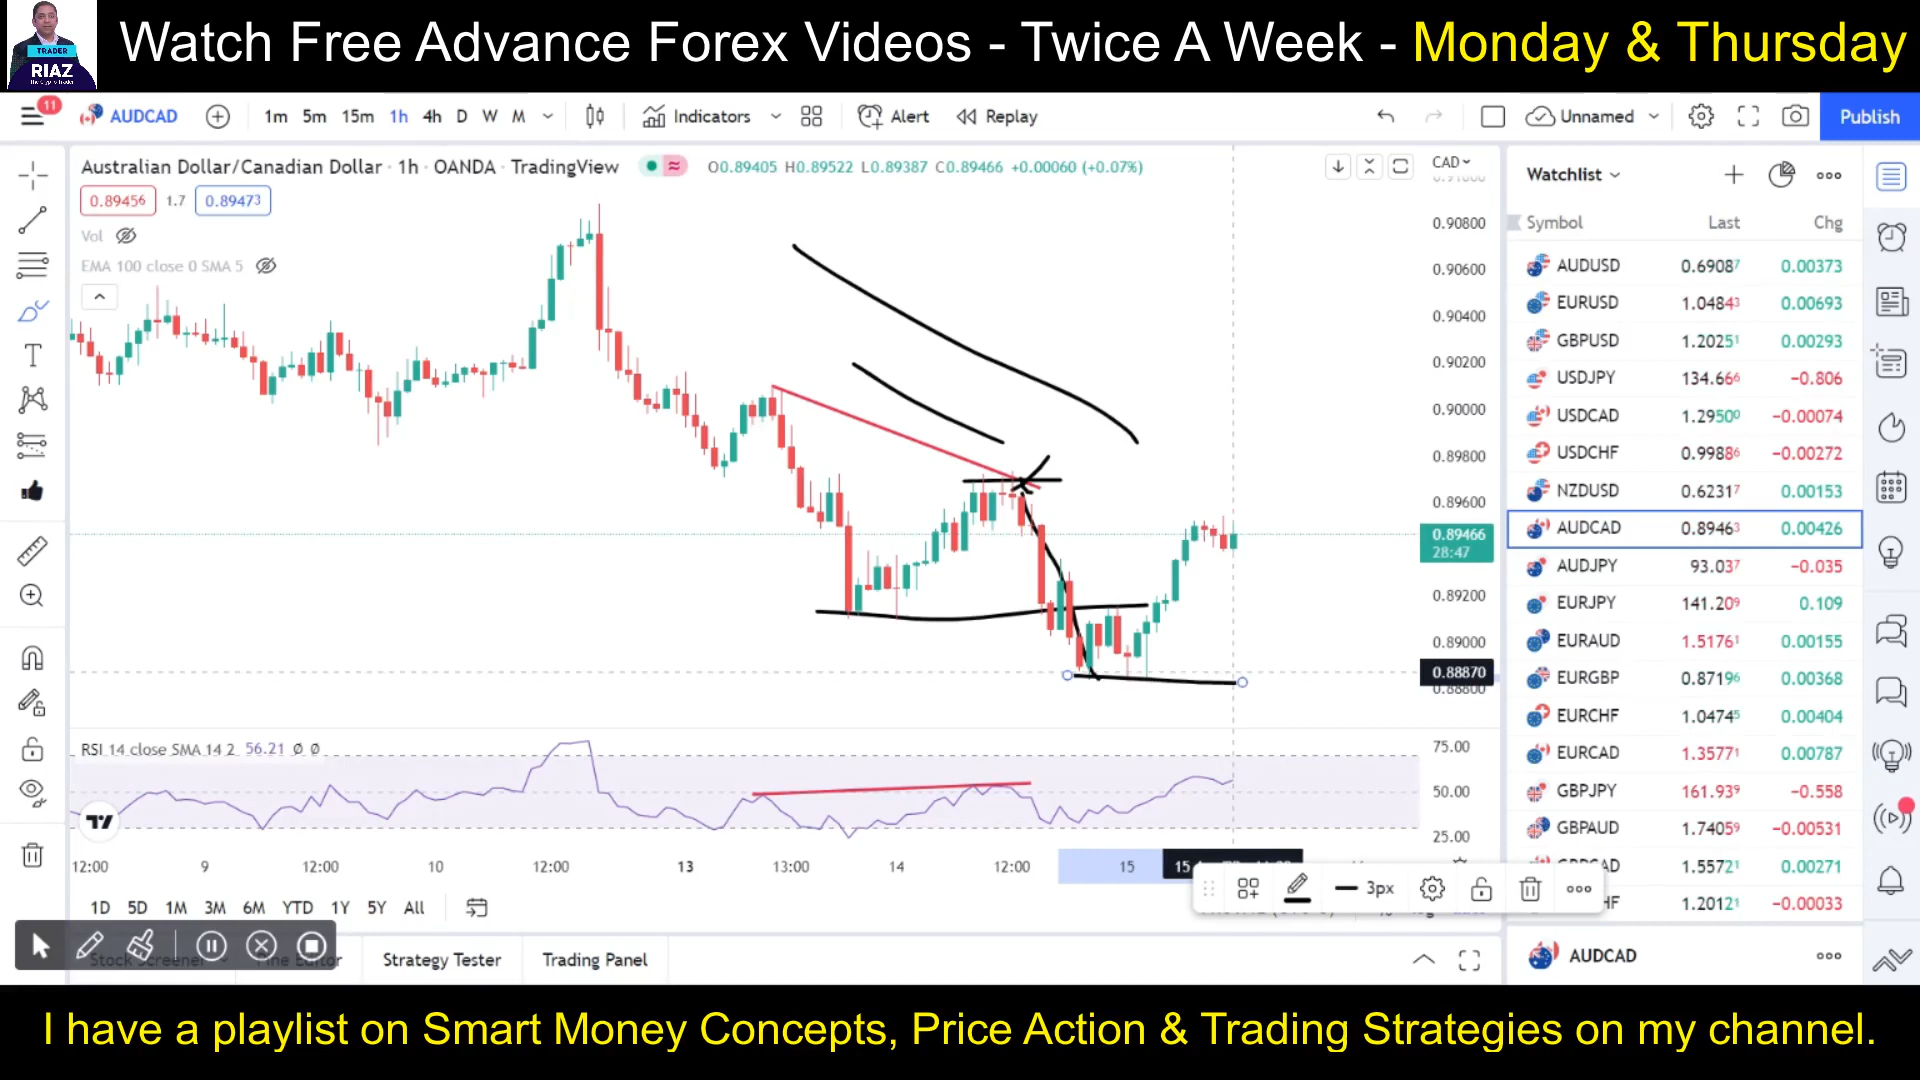 Watch Free Advance Forex Videos - Twice A Week - Monday & Thursday
TRADER
RIAZ
11
AUDCAD
1m 5m 15m 1h 4h D W M
Indicators
Alert
Replay
Unnamed
Publish
Australian Dollar/Canadian Dollar · 1h · OANDA · TradingView
O0.89405 H0.89522 L0.89387 C0.89466 +0.00060 (+0.07%)
0.89456 1.7 0.89473
Vol
EMA 100 close 0 SMA 5
CAD
0.90800
0.90600
0.90400
0.90200
0.90000
0.89800
0.89600
0.89466
28:47
0.89200
0.89000
0.88870
0.88800
RSI 14 close SMA 14 2 56.21 Ø Ø
75.00
50.00
25.00
12:00 9 12:00 10 12:00 13 13:00 14 12:00 15 15
1D 5D 1M 3M 6M YTD 1Y 5Y All
3px
Stock Screener
Pine Editor
Strategy Tester
Trading Panel
Watchlist
Symbol Last Chg
AUDUSD 0.69087 0.00373
EURUSD 1.04843 0.00693
GBPUSD 1.20251 0.00293
USDJPY 134.666 −0.806
USDCAD 1.29500 −0.00074
USDCHF 0.99886 −0.00272
NZDUSD 0.62317 0.00153
AUDCAD 0.89463 0.00426
AUDJPY 93.037 −0.035
EURJPY 141.209 0.109
EURAUD 1.51761 0.00155
EURGBP 0.87196 0.00368
EURCHF 1.04745 0.00404
EURCAD 1.35771 0.00787
GBPJPY 161.939 −0.558
GBPAUD 1.74059 −0.00531
GBPCAD 1.55721 0.00271
HF 1.20121 −0.00033
AUDCAD
I have a playlist on Smart Money Concepts, Price Action & Trading Strategies on my channel.